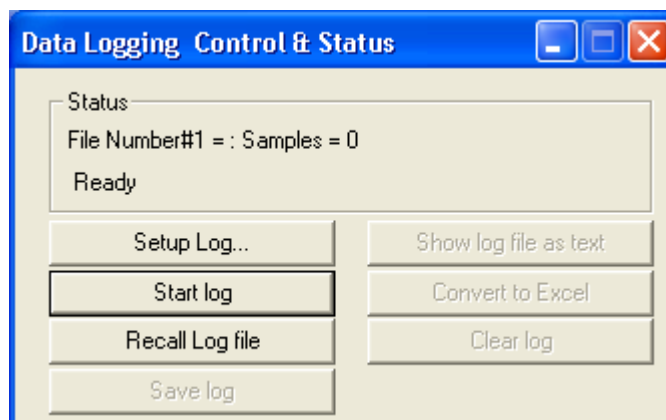 Data Logging  Control & Status
Status
File Number#1 = : Samples = 0
Ready
Setup Log...
Show log file as text
Start log
Convert to Excel
Recall Log file
Clear log
Save log